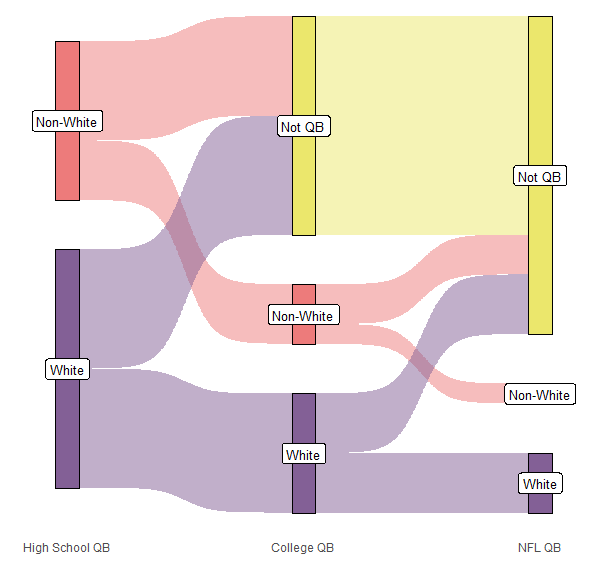 Non-White
White
Not QB
Non-White
White
Not QB
Non-White
White
High School QB
College QB
NFL QB